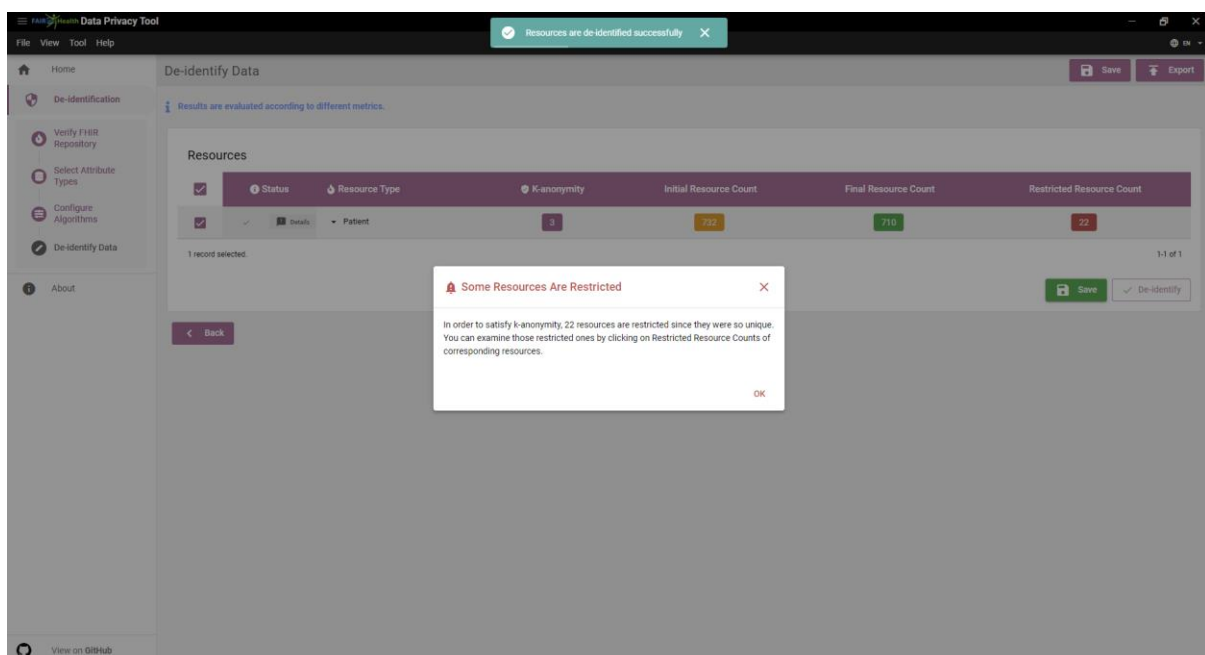 FAIR4Health Data Privacy Tool
Resources are de-identified successfully
File View Tool Help
EN
Home
De-identify Data
Save
Export
De-identification
Results are evaluated according to different metrics.
Verify FHIR
Repository
Resources
Select Attribute
Types
Status
Resource Type
K-anonymity
Initial Resource Count
Final Resource Count
Restricted Resource Count
Configure
Algorithms
Details
Patient
3
732
710
22
De-identify Data
1 record selected.
1-1 of 1
About
Some Resources Are Restricted
Save
De-identify
In order to satisfy k-anonymity, 22 resources are restricted since they were so unique.
You can examine those restricted ones by clicking on Restricted Resource Counts of
corresponding resources.
Back
OK
View on GitHub